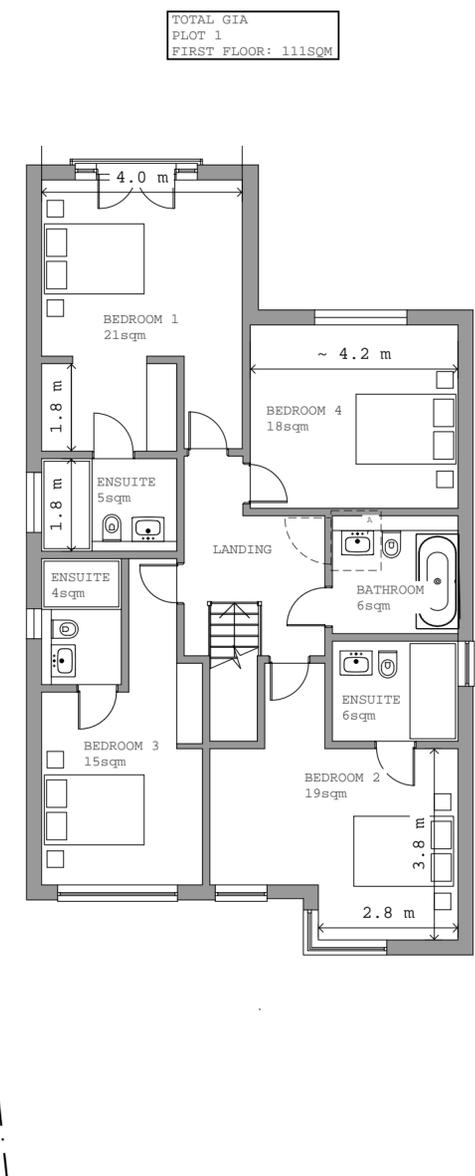 TOTAL GIA
PLOT 1
FIRST FLOOR: 111SQM
4.0 m
BEDROOM 1
21sqm
~ 4.2 m
1.8 m
BEDROOM 4
18sqm
1.8 m
ENSUITE
5sqm
A
LANDING
ENSUITE
4sqm
BATHROOM
6sqm
ENSUITE
6sqm
BEDROOM 3
15sqm
BEDROOM 2
19sqm
3.8 m
2.8 m